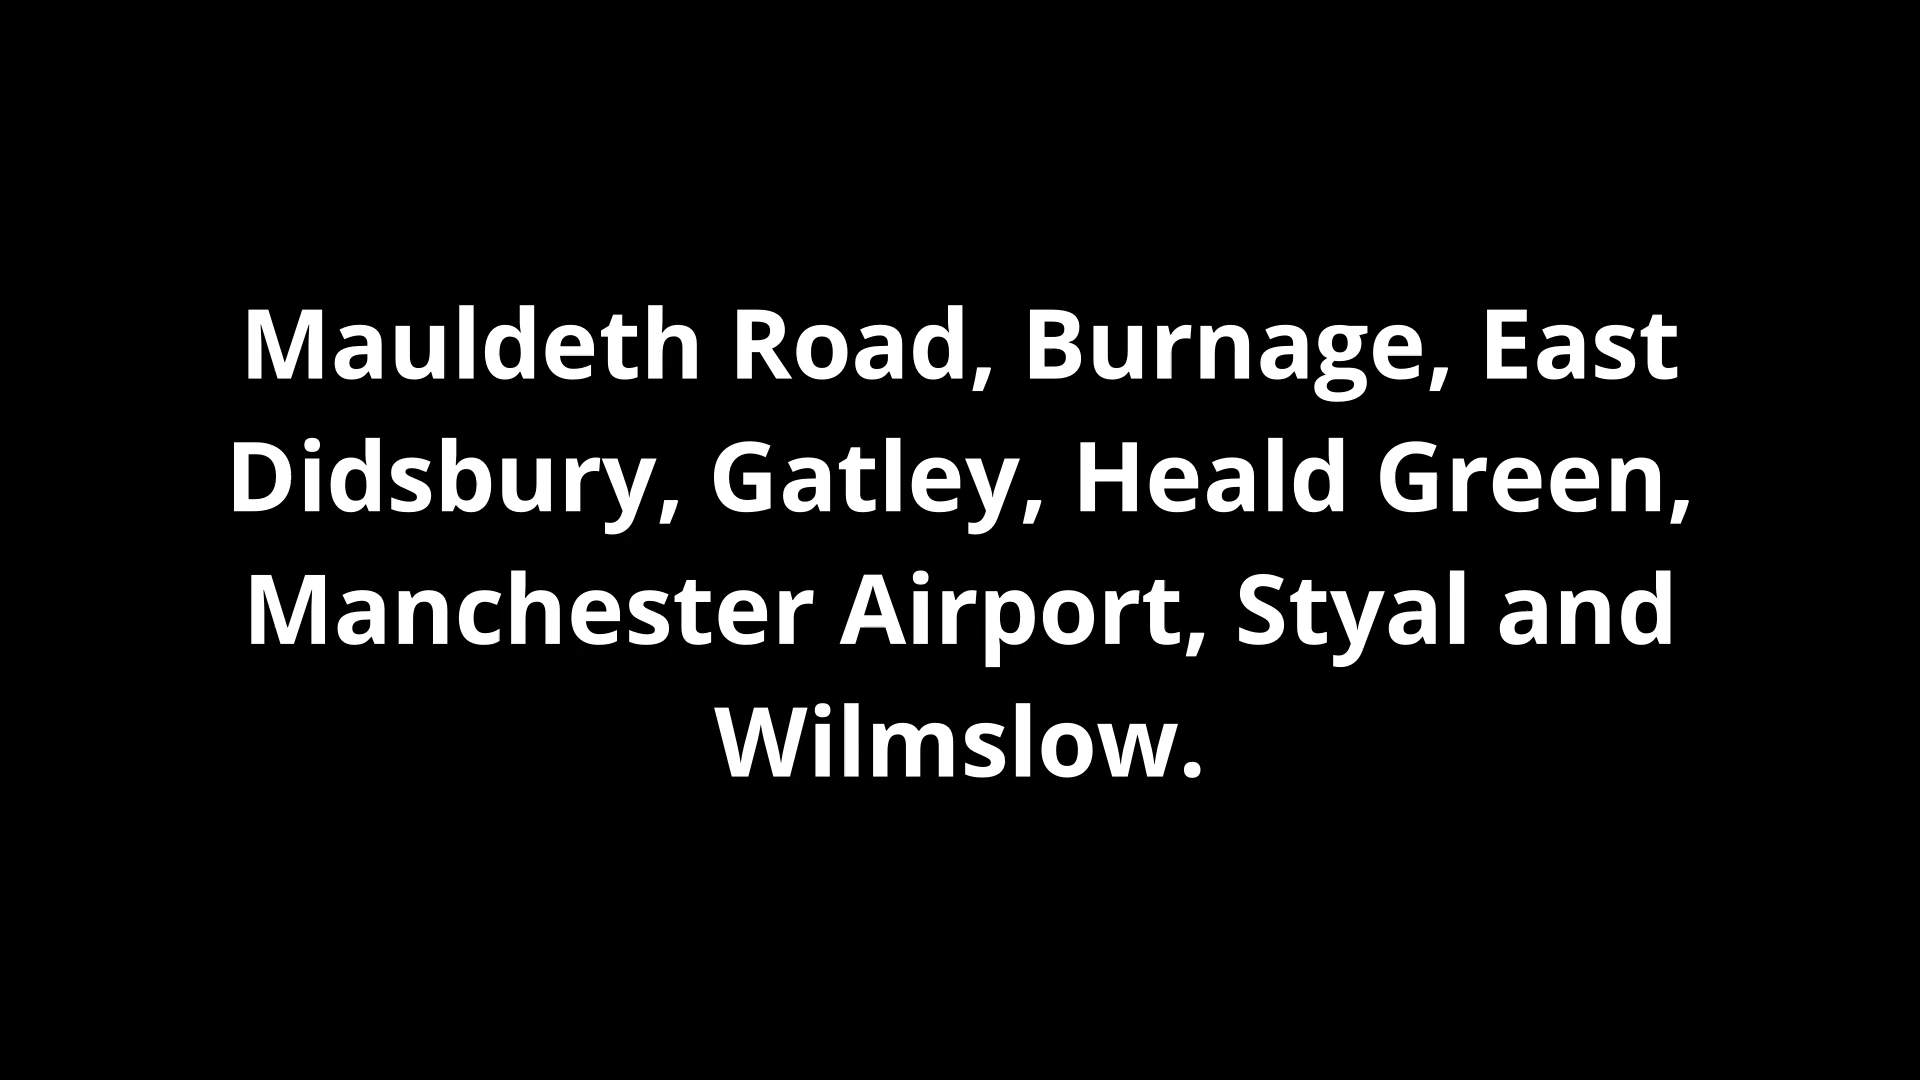 Mauldeth Road, Burnage, East
Didsbury, Gatley, Heald Green,
Manchester Airport, Styal and
Wilmslow.